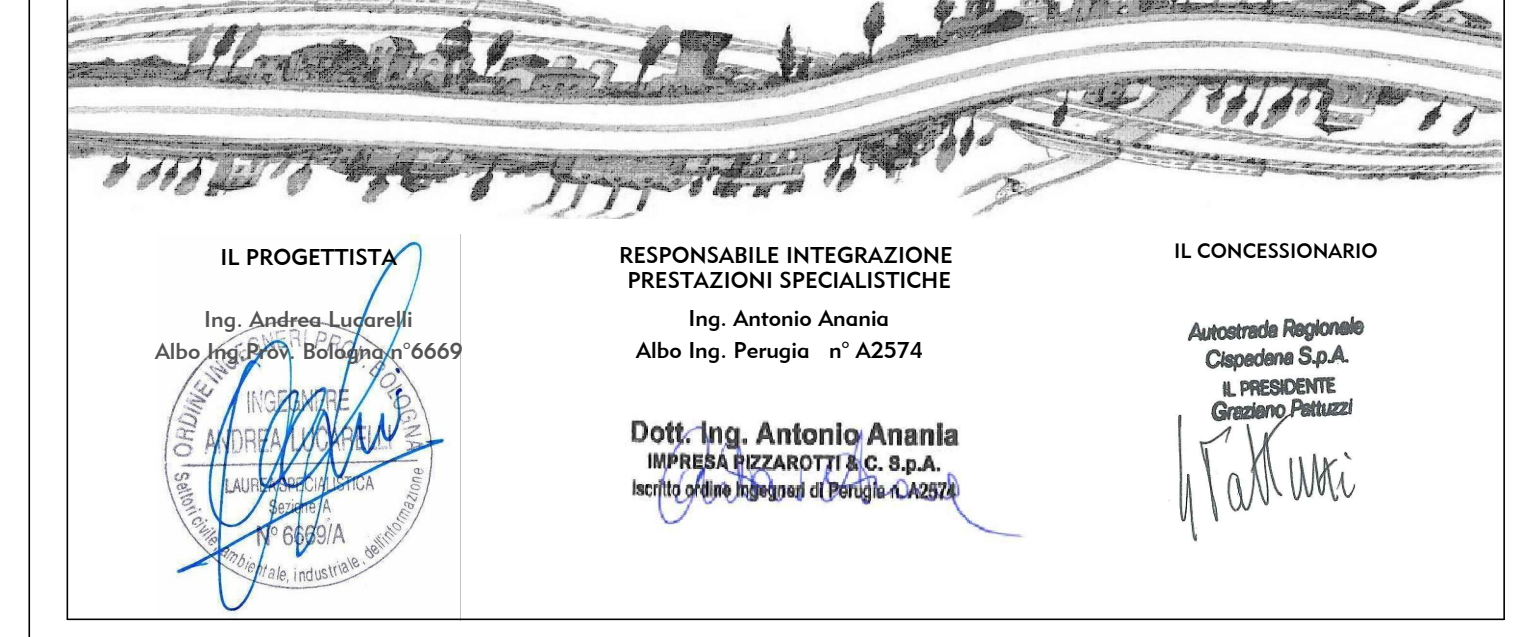 IL PROGETTISTA
Ing. Andrea Lucarelli
Albo Ing.Prov. Bologna n°6669
ORDINE INGEGNERI PROV. BOLOGNA
INGEGNERE
ANDREA LUCARELLI
LAUREA SPECIALISTICA
Sezione A
N° 6669/A
Settori civile, ambientale, industriale, dell'informazione
RESPONSABILE INTEGRAZIONE
PRESTAZIONI SPECIALISTICHE
Ing. Antonio Anania
Albo Ing. Perugia n° A2574
Dott. Ing. Antonio Anania
IMPRESA PIZZAROTTI & C. S.p.A.
Iscritto ordine Ingegneri di Perugia n. A2574
IL CONCESSIONARIO
Autostrada Regionale
Cispadana S.p.A.
IL PRESIDENTE
Graziano Pattuzzi